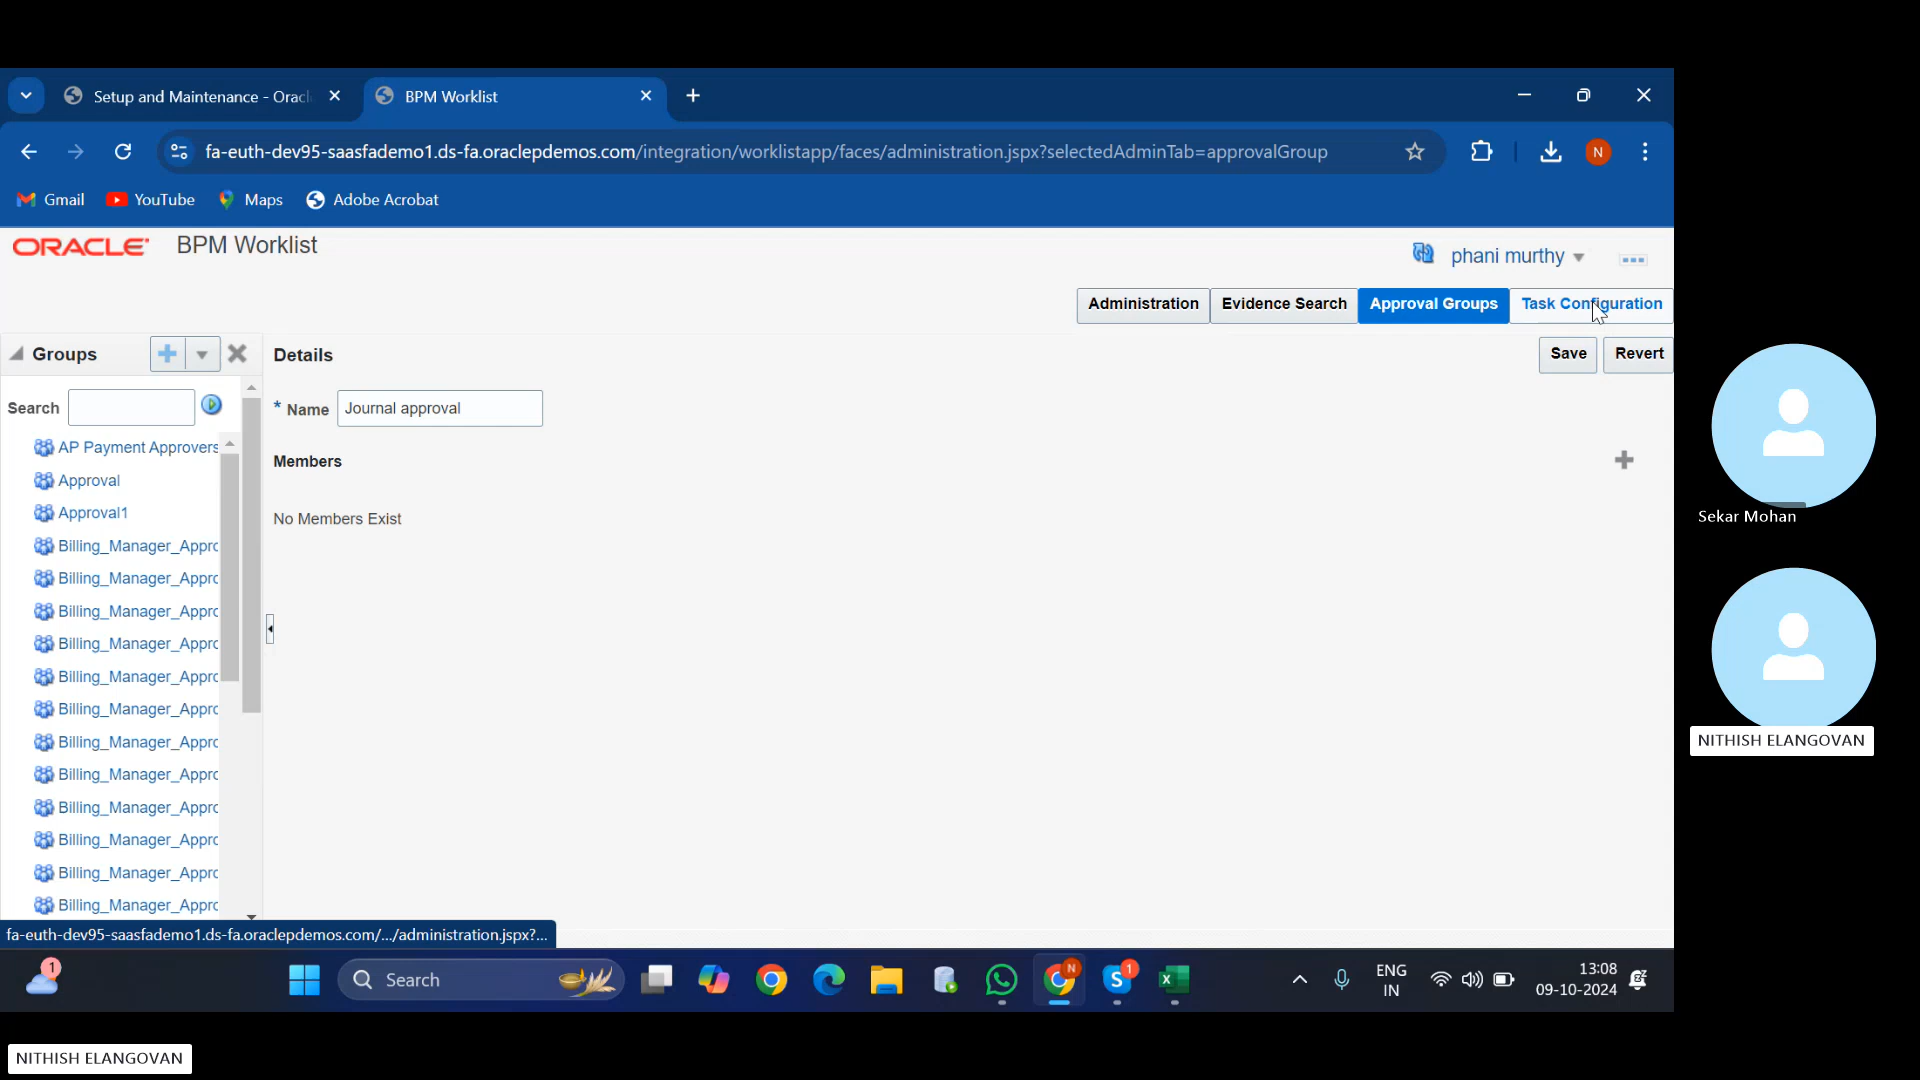 Setup and Maintenance - Orac
BPM Worklist
fa-euth-dev95-saasfademo1.ds-fa.oraclepdemos.com/integration/worklistapp/faces/administration.jspx?selectedAdminTab=approvalGroup
N
Gmail
YouTube
Maps
Adobe Acrobat
ORACLE
BPM Worklist
phani murthy
Administration
Evidence Search
Approval Groups
Task Configuration
Groups
Details
Save
Revert
Search
* Name
Journal approval
AP Payment Approvers
Members
Approval
Approval1
No Members Exist
Billing_Manager_Appro
Billing_Manager_Appro
Billing_Manager_Appro
Billing_Manager_Appro
Billing_Manager_Appro
Billing_Manager_Appro
Billing_Manager_Appro
Billing_Manager_Appro
Billing_Manager_Appro
Billing_Manager_Appro
Billing_Manager_Appro
Billing_Manager_Appro
fa-euth-dev95-saasfademo1.ds-fa.oraclepdemos.com/.../administration.jspx?...
Sekar Mohan
NITHISH ELANGOVAN
1
Search
N
S
1
X
ENG
IN
13:08
09-10-2024
NITHISH ELANGOVAN